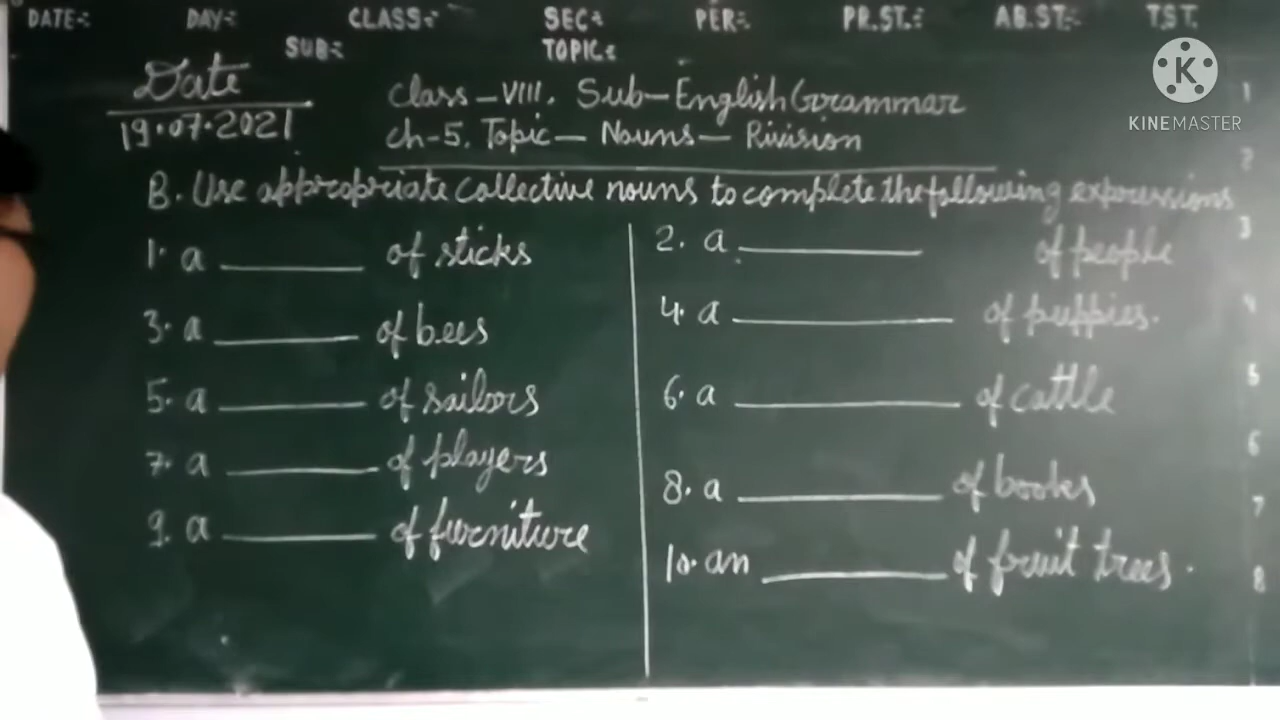 DATE:- DAY:- CLASS:- SEC:- PER:- PR.ST.:- AB.ST:- TST.
SUB:- TOPIC:
Date
19.07.2021
Class - VIII. Sub - English Grammar
Ch-5. Topic - Nouns - Rivision
B. Use appropriate collective nouns to complete the following expressions
1. a ______ of sticks
2. a ______ of people
3. a ______ of bees
4. a ______ of puppies.
5. a ______ of sailors
6. a ______ of cattle
7. a ______ of players
8. a ______ of books
9. a ______ of furniture
10. an ______ of fruit trees.
1
2
3
4
5
6
7
8
K
KINEMASTER